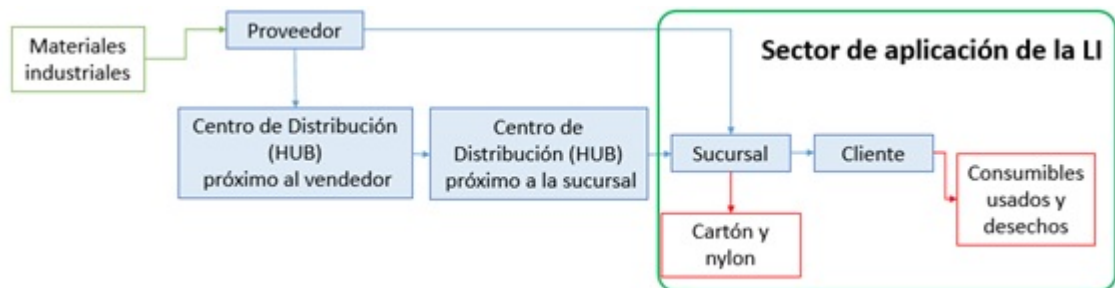 Materiales
industriales
Proveedor
Sector de aplicación de la LI
Centro de Distribución
(HUB)
próximo al vendedor
Centro de
Distribución (HUB)
próximo a la sucursal
Sucursal
Cliente
Consumibles
usados y
desechos
Cartón y
nylon